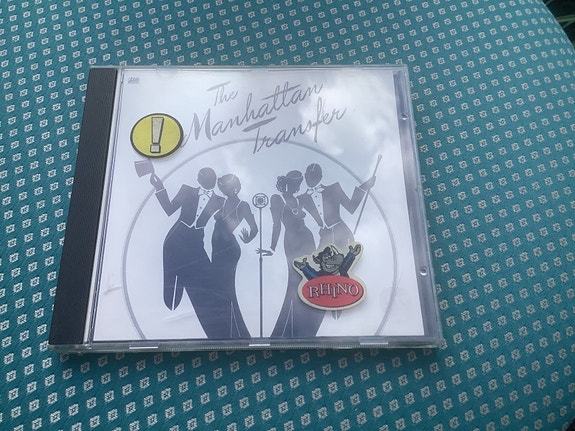 The
Manhattan
Transfer
!
RHINO